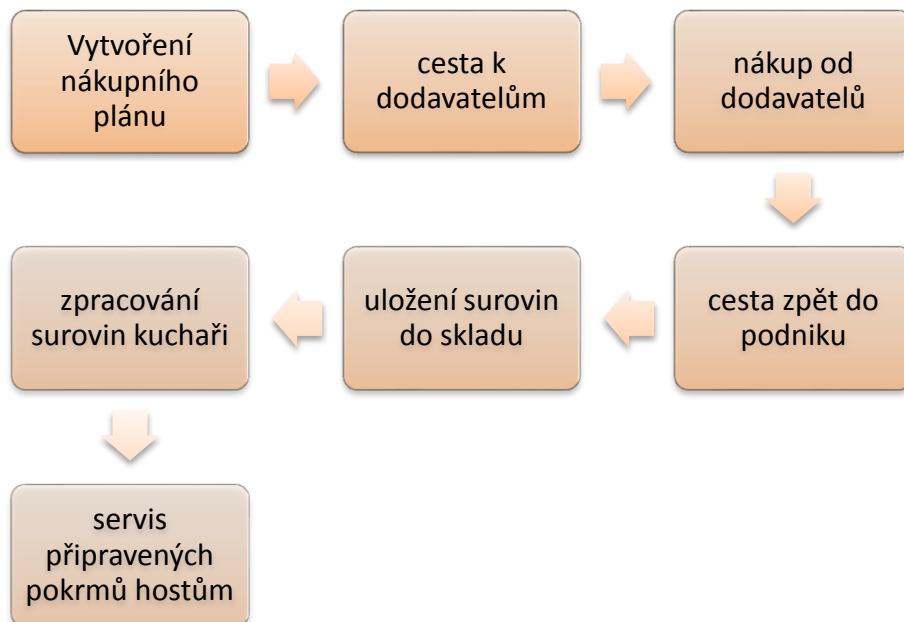 Vytvoření
nákupního
plánu
cesta k
dodavatelům
nákup od
dodavatelů
cesta zpět do
podniku
uložení surovin
do skladu
zpracování
surovin kuchaři
servis
připravených
pokrmů hostům